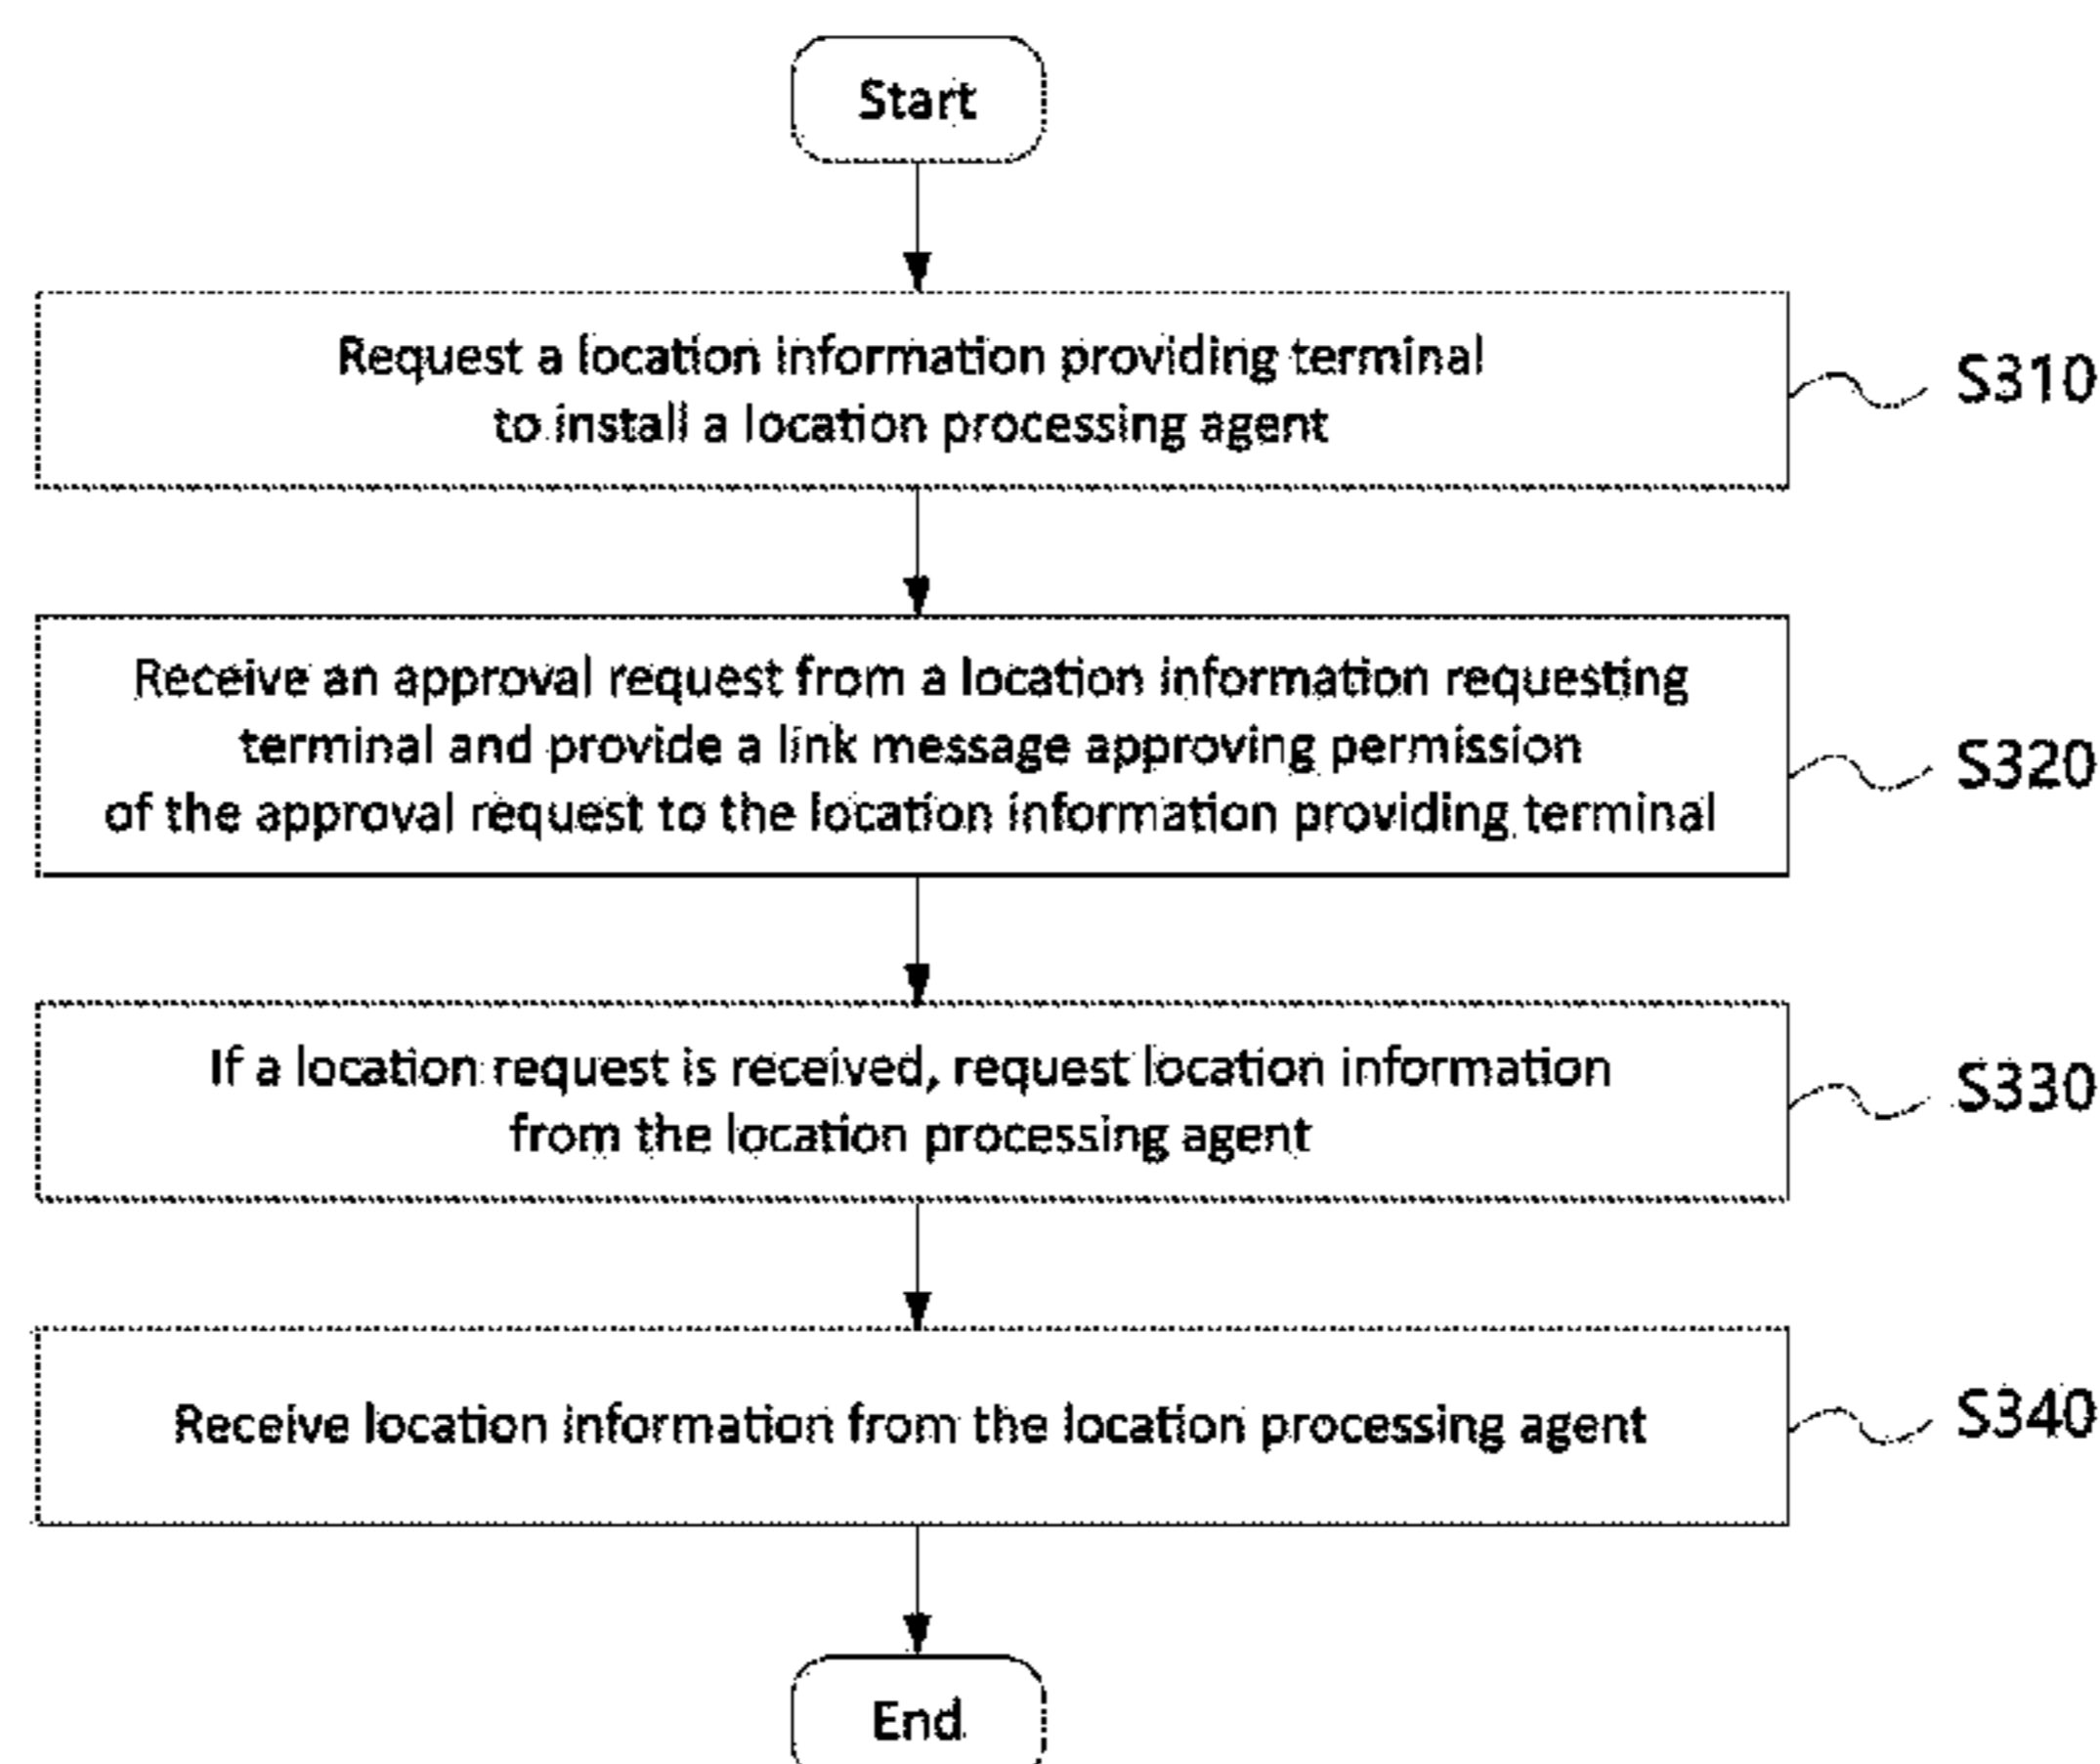 Start
Request a location information providing terminal
to install a location processing agent
S310
Receive an approval request from a location information requesting
terminal and provide a link message approving permission
of the approval request to the location information providing terminal
S320
If a location request is received, request location information
from the location processing agent
S330
Receive location information from the location processing agent
S340
End